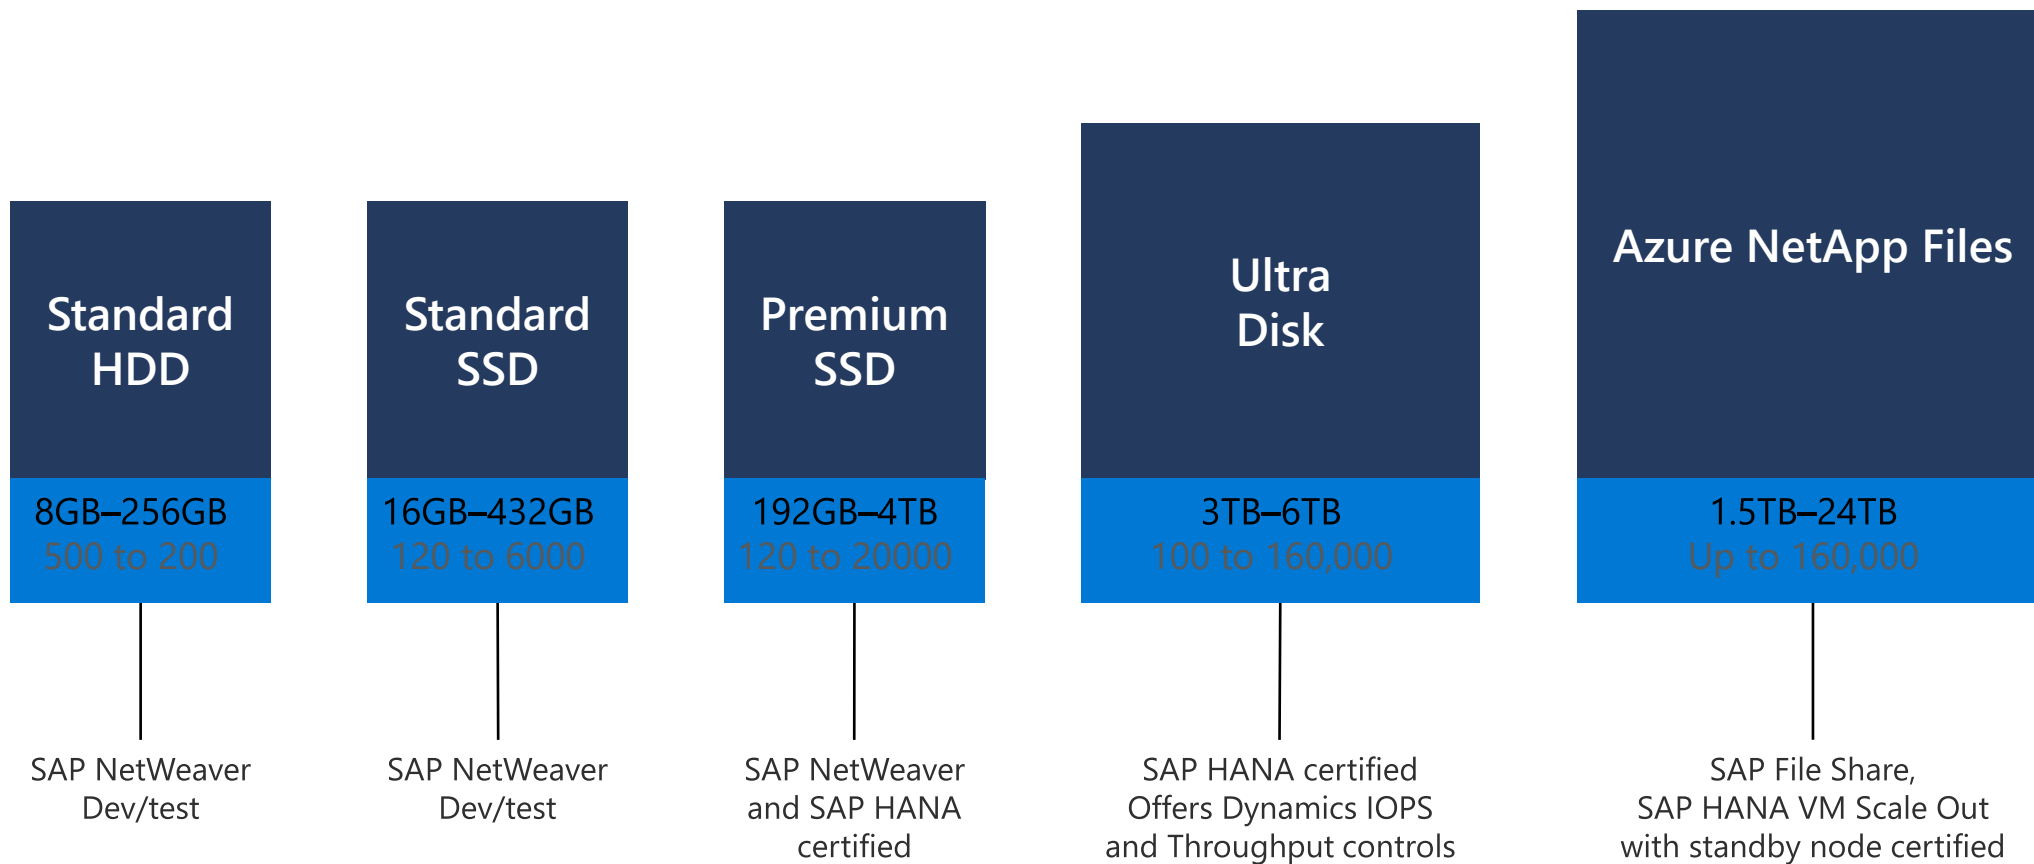 Standard
HDD
8GB–256GB
500 to 200
SAP NetWeaver
Dev/test
Standard
SSD
16GB–432GB
120 to 6000
SAP NetWeaver
Dev/test
Premium
SSD
192GB–4TB
120 to 20000
SAP NetWeaver
and SAP HANA
certified
Ultra
Disk
3TB–6TB
100 to 160,000
SAP HANA certified
Offers Dynamics IOPS
and Throughput controls
Azure NetApp Files
1.5TB–24TB
Up to 160,000
SAP File Share,
SAP HANA VM Scale Out
with standby node certified